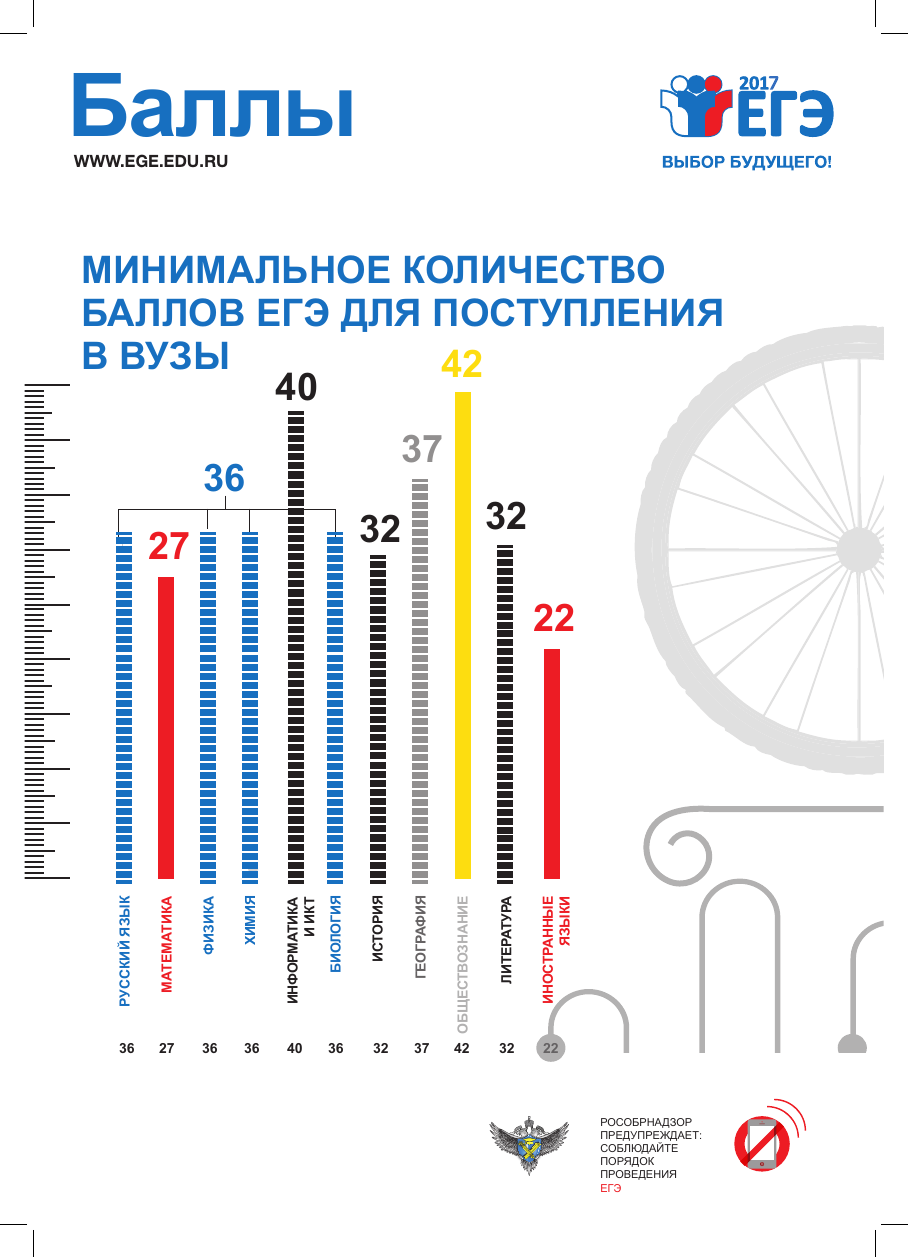 Баллы
WWW.EGE.EDU.RU
2017
ЕГЭ
ВЫБОР БУДУЩЕГО!
МИНИМАЛЬНОЕ КОЛИЧЕСТВО
БАЛЛОВ ЕГЭ ДЛЯ ПОСТУПЛЕНИЯ
В ВУЗЫ
42
40
37
36
32
32
27
22
РУССКИЙ ЯЗЫК
МАТЕМАТИКА
ФИЗИКА
ХИМИЯ
ИНФОРМАТИКА
И ИКТ
БИОЛОГИЯ
ИСТОРИЯ
ГЕОГРАФИЯ
ОБЩЕСТВОЗНАНИЕ
ЛИТЕРАТУРА
ИНОСТРАННЫЕ
ЯЗЫКИ
36 27 36 36 40 36 32 37 42 32 22
РОСОБРНАДЗОР
ПРЕДУПРЕЖДАЕТ:
СОБЛЮДАЙТЕ
ПОРЯДОК
ПРОВЕДЕНИЯ
ЕГЭ